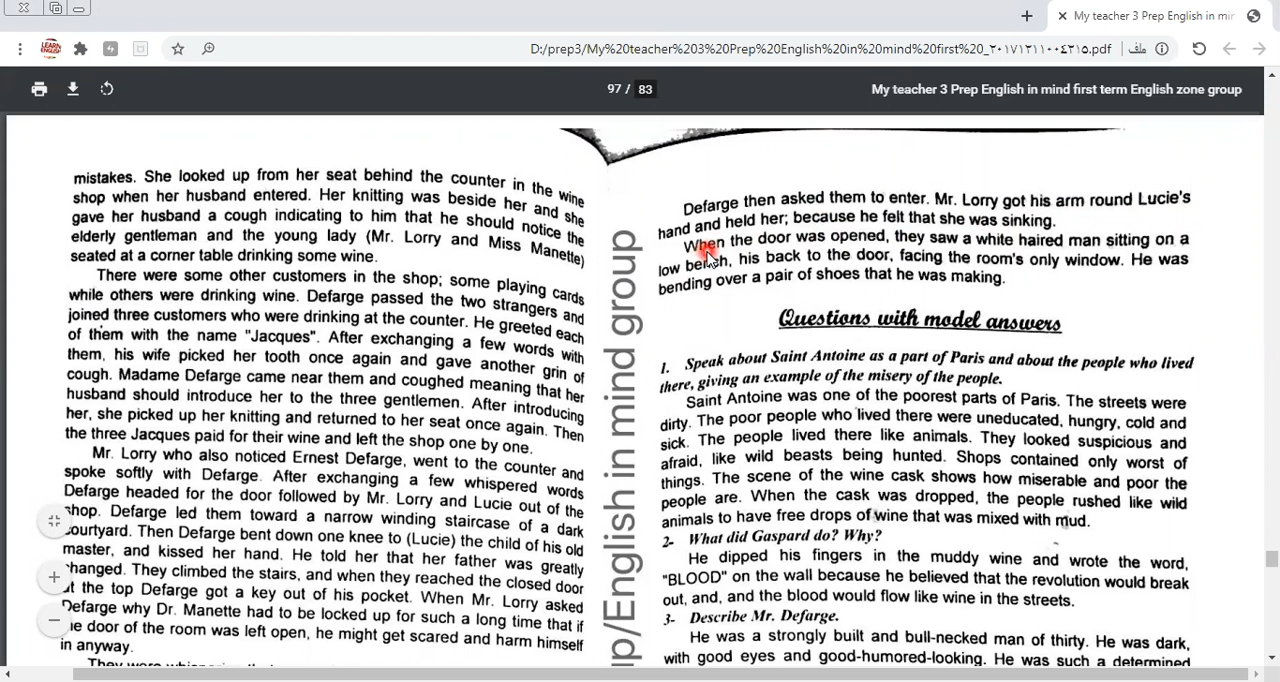 My teacher 3 Prep English in mir
D:/prep3/My%20teacher%203%20Prep%20English%20in%20mind%20first%20_٢٠١٧١٢١١٠٠٤٢١٥.pdf
ملف
97 / 83
My teacher 3 Prep English in mind first term English zone group
mistakes. She looked up from her seat behind the counter in the wine
shop when her husband entered. Her knitting was beside her and she
gave her husband a cough indicating to him that he should notice the
elderly gentleman and the young lady (Mr. Lorry and Miss Manette)
seated at a corner table drinking some wine.
There were some other customers in the shop; some playing cards
while others were drinking wine. Defarge passed the two strangers and
joined three customers who were drinking at the counter. He greeted each
of them with the name "Jacques". After exchanging a few words with
them, his wife picked her tooth once again and gave another grin of
cough. Madame Defarge came near them and coughed meaning that her
husband should introduce her to the three gentlemen. After introducing
her, she picked up her knitting and returned to her seat once again. Then
the three Jacques paid for their wine and left the shop one by one.
Mr. Lorry who also noticed Ernest Defarge, went to the counter and
spoke softly with Defarge. After exchanging a few whispered words
Defarge headed for the door followed by Mr. Lorry and Lucie out of the
shop. Defarge led them toward a narrow winding staircase of a dark
courtyard. Then Defarge bent down one knee to (Lucie) the child of his old
master, and kissed her hand. He told her that her father was greatly
changed. They climbed the stairs, and when they reached the closed door
at the top Defarge got a key out of his pocket. When Mr. Lorry asked
Defarge why Dr. Manette had to be locked up for such a long time that if
the door of the room was left open, he might get scared and harm himself
in anyway.
They were
up/English in mind group
Defarge then asked them to enter. Mr. Lorry got his arm round Lucie's
hand and held her; because he felt that she was sinking.
When the door was opened, they saw a white haired man sitting on a
low bench, his back to the door, facing the room's only window. He was
bending over a pair of shoes that he was making.
Questions with model answers
1. Speak about Saint Antoine as a part of Paris and about the people who lived
there, giving an example of the misery of the people.
Saint Antoine was one of the poorest parts of Paris. The streets were
dirty. The poor people who lived there were uneducated, hungry, cold and
sick. The people lived there like animals. They looked suspicious and
afraid, like wild beasts being hunted. Shops contained only worst of
things. The scene of the wine cask shows how miserable and poor the
people are. When the cask was dropped, the people rushed like wild
animals to have free drops of wine that was mixed with mud.
2- What did Gaspard do? Why?
He dipped his fingers in the muddy wine and wrote the word,
"BLOOD" on the wall because he believed that the revolution would break
out, and, and the blood would flow like wine in the streets.
3- Describe Mr. Defarge.
He was a strongly built and bull-necked man of thirty. He was dark,
with good eyes and good-humored-looking. He was such a determined